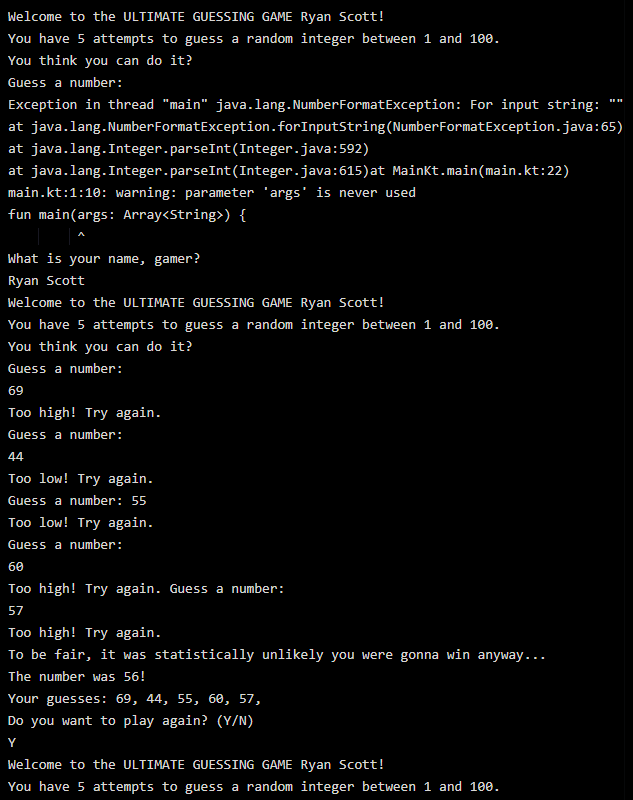 Welcome to the ULTIMATE GUESSING GAME Ryan Scott!
You have 5 attempts to guess a random integer between 1 and 100.
You think you can do it?
Guess a number:
Exception in thread "main" java.lang.NumberFormatException: For input string: ""
at java.lang.NumberFormatException.forInputString(NumberFormatException.java:65)
at java.lang.Integer.parseInt(Integer.java:592)
at java.lang.Integer.parseInt(Integer.java:615)at MainKt.main(main.kt:22)
main.kt:1:10: warning: parameter 'args' is never used
fun main(args: Array<String>) {
^
What is your name, gamer?
Ryan Scott
Welcome to the ULTIMATE GUESSING GAME Ryan Scott!
You have 5 attempts to guess a random integer between 1 and 100.
You think you can do it?
Guess a number:
69
Too high! Try again.
Guess a number:
44
Too low! Try again.
Guess a number: 55
Too low! Try again.
Guess a number:
60
Too high! Try again. Guess a number:
57
Too high! Try again.
To be fair, it was statistically unlikely you were gonna win anyway...
The number was 56!
Your guesses: 69, 44, 55, 60, 57,
Do you want to play again? (Y/N)
Y
Welcome to the ULTIMATE GUESSING GAME Ryan Scott!
You have 5 attempts to guess a random integer between 1 and 100.